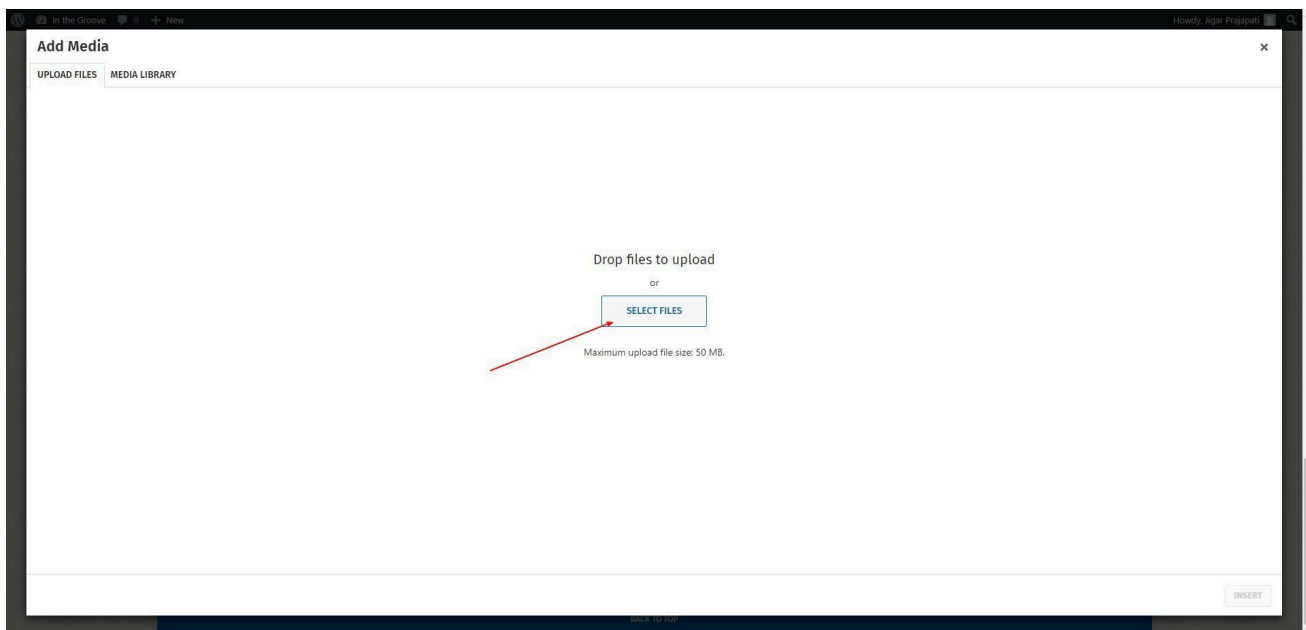 In the Groove 0 + New Howdy, Jigar Prajapati
Add Media ×
UPLOAD FILES MEDIA LIBRARY
Drop files to upload
or
SELECT FILES
Maximum upload file size: 50 MB.
INSERT
BACK TO TOP